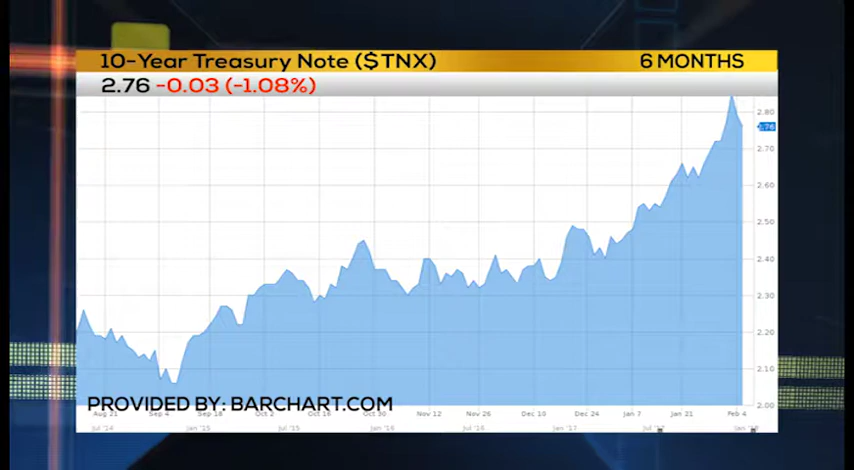 10-Year Treasury Note ($TNX) 6 MONTHS
2.76 -0.03 (-1.08%)
2.80
2.76
2.70
2.60
2.50
2.40
2.30
2.20
2.10
2.00
PROVIDED BY: BARCHART.COM
Aug 21 Sep 4 Sep 18 Oct 2 Oct 16 Oct 30 Nov 12 Nov 26 Dec 10 Dec 24 Jan 7 Jan 21 Feb 4
Jul '14 Jan '15 Jul '15 Jan '16 Jul '16 Jan '17